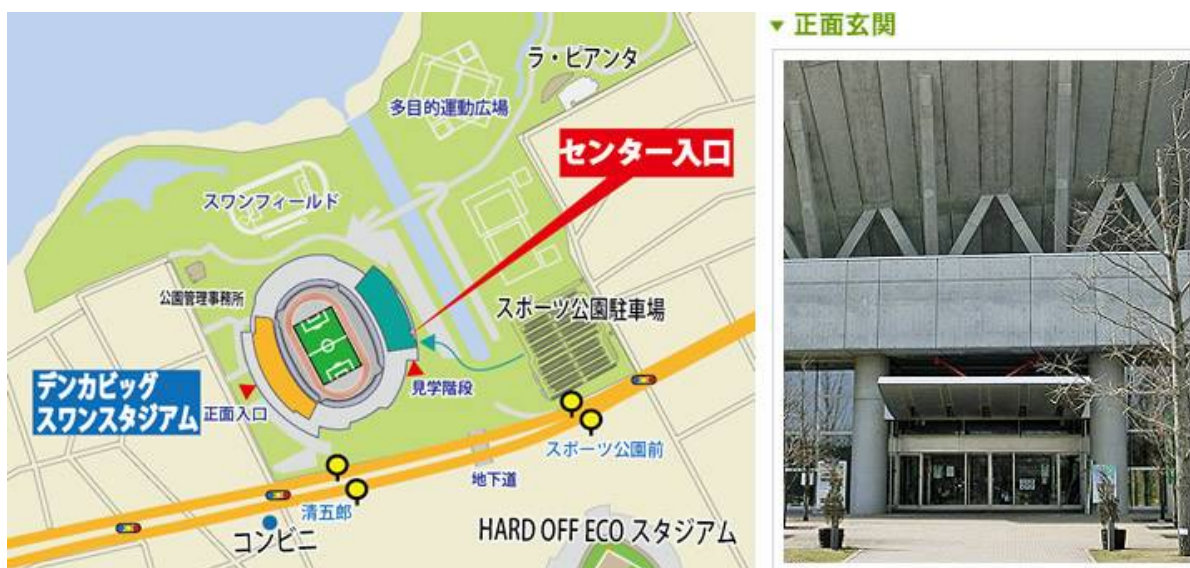 ラ・ビアンタ
多目的運動広場
センター入口
スワンフィールド
公園管理事務所
スポーツ公園駐車場
デンカビッグ
スワンスタジアム
正面入口
見学階段
スポーツ公園前
地下道
清五郎
コンビニ
HARD OFF ECO スタジアム
▼ 正面玄関